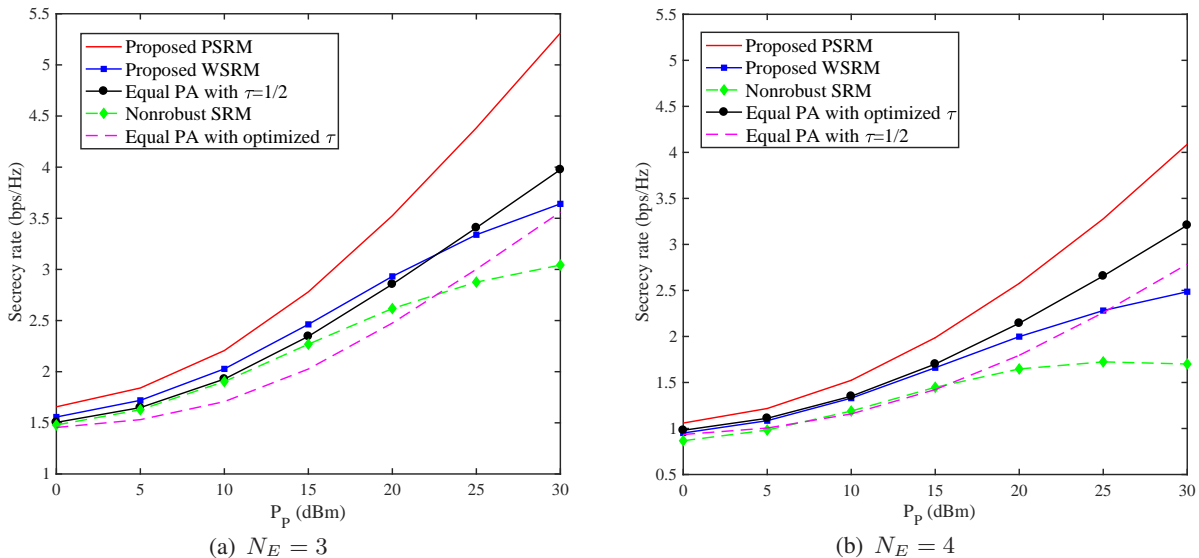 5.5
5
4.5
4
3.5
3
2.5
2
1.5
1
Secrecy rate (bps/Hz)
Proposed PSRM
Proposed WSRM
Equal PA with τ=1/2
Nonrobust SRM
Equal PA with optimized τ
0 5 10 15 20 25 30
P_P (dBm)
(a) N_E = 3
5.5
5
4.5
4
3.5
3
2.5
2
1.5
1
0.5
Secrecy rate (bps/Hz)
Proposed PSRM
Proposed WSRM
Nonrobust SRM
Equal PA with optimized τ
Equal PA with τ=1/2
0 5 10 15 20 25 30
P_P (dBm)
(b) N_E = 4